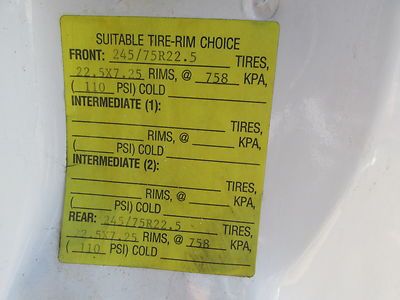 SUITABLE TIRE-RIM CHOICE
FRONT: 245/75R22.5 TIRES,
22.5X7.25 RIMS, @ 758 KPA,
( 110 PSI) COLD
INTERMEDIATE (1):
TIRES,
RIMS, @ KPA,
( PSI) COLD
INTERMEDIATE (2):
TIRES,
RIMS, @ KPA,
( PSI) COLD
REAR: 245/75R22.5 TIRES,
22.5X7.25 RIMS, @ 758 KPA,
( 110 PSI) COLD